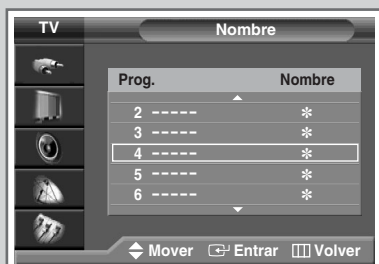 TV Nombre
Prog. Nombre
2 ----- *
3 ----- *
4 ----- *
5 ----- *
6 ----- *
Mover Entrar Volver